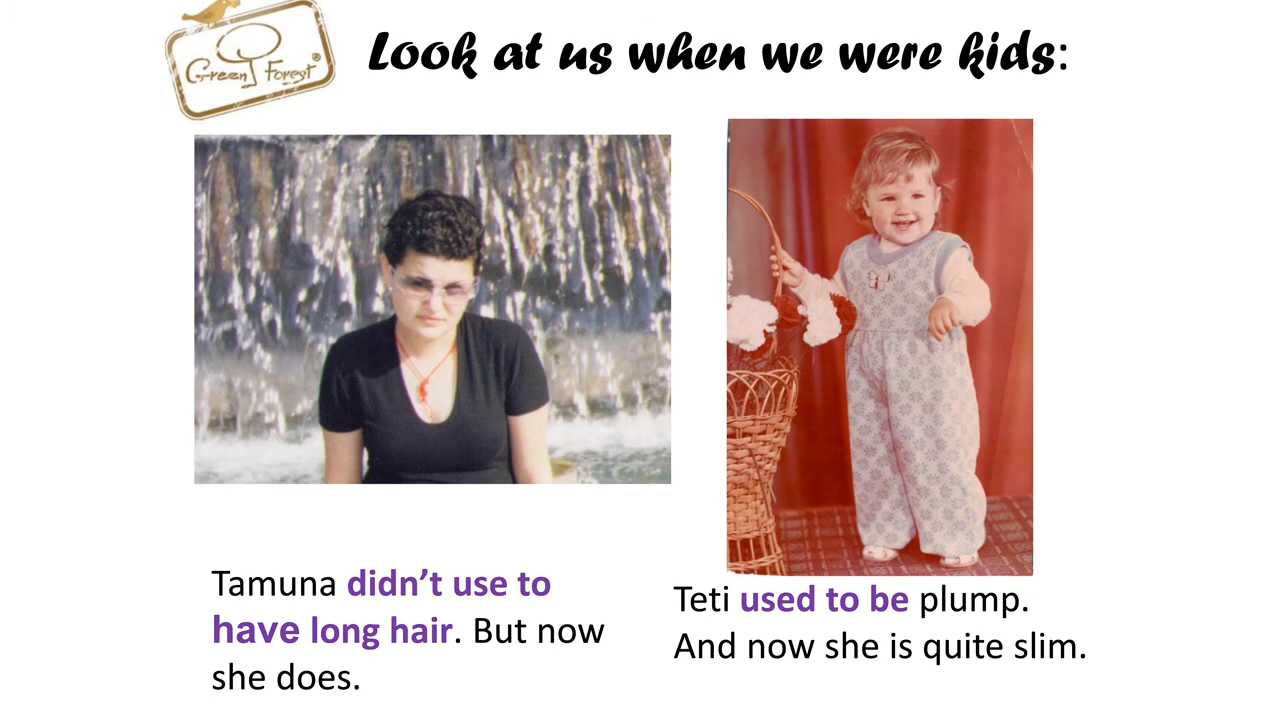 Green Forest®
Look at us when we were kids:
Tamuna didn’t use to
have long hair. But now
she does.
Teti used to be plump.
And now she is quite slim.